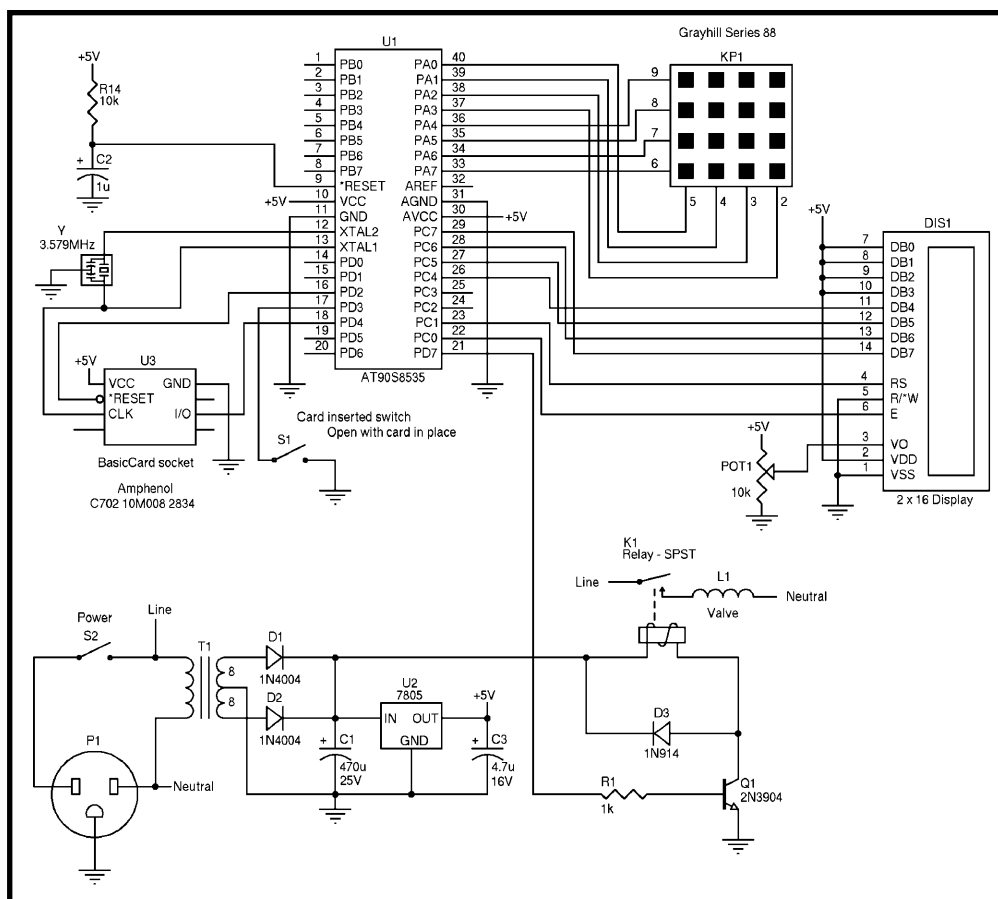 Grayhill Series 88
KP1
9
8
7
6
5 4 3 2
U1
1 PB0 PA0 40
2 PB1 PA1 39
3 PB2 PA2 38
4 PB3 PA3 37
5 PB4 PA4 36
6 PB5 PA5 35
7 PB6 PA6 34
8 PB7 PA7 33
9 *RESET AREF 32
+5V 10 VCC AGND 31
11 GND AVCC 30 +5V
12 XTAL2 PC7 29
13 XTAL1 PC6 28
14 PD0 PC5 27
15 PD1 PC4 26
16 PD2 PC3 25
17 PD3 PC2 24
18 PD4 PC1 23
19 PD5 PC0 22
20 PD6 PD7 21
AT90S8535
+5V
R14
10k
+ C2
1u
Y
3.579MHz
+5V
U3
VCC GND
*RESET
CLK I/O
BasicCard socket
Amphenol
C702 10M008 2834
Card inserted switch
Open with card in place
S1
+5V
DIS1
7 DB0
8 DB1
9 DB2
10 DB3
11 DB4
12 DB5
13 DB6
14 DB7
4 RS
5 R/*W
6 E
3 VO
2 VDD
1 VSS
2 x 16 Display
+5V
POT1
10k
K1
Relay - SPST
Line
L1
Neutral
Valve
Power
S2
Line
T1
8
8
D1
1N4004
D2
1N4004
U2
7805
IN OUT
GND
+5V
+ C1
470u
25V
+ C3
4.7u
16V
P1
Neutral
D3
1N914
R1
1k
Q1
2N3904